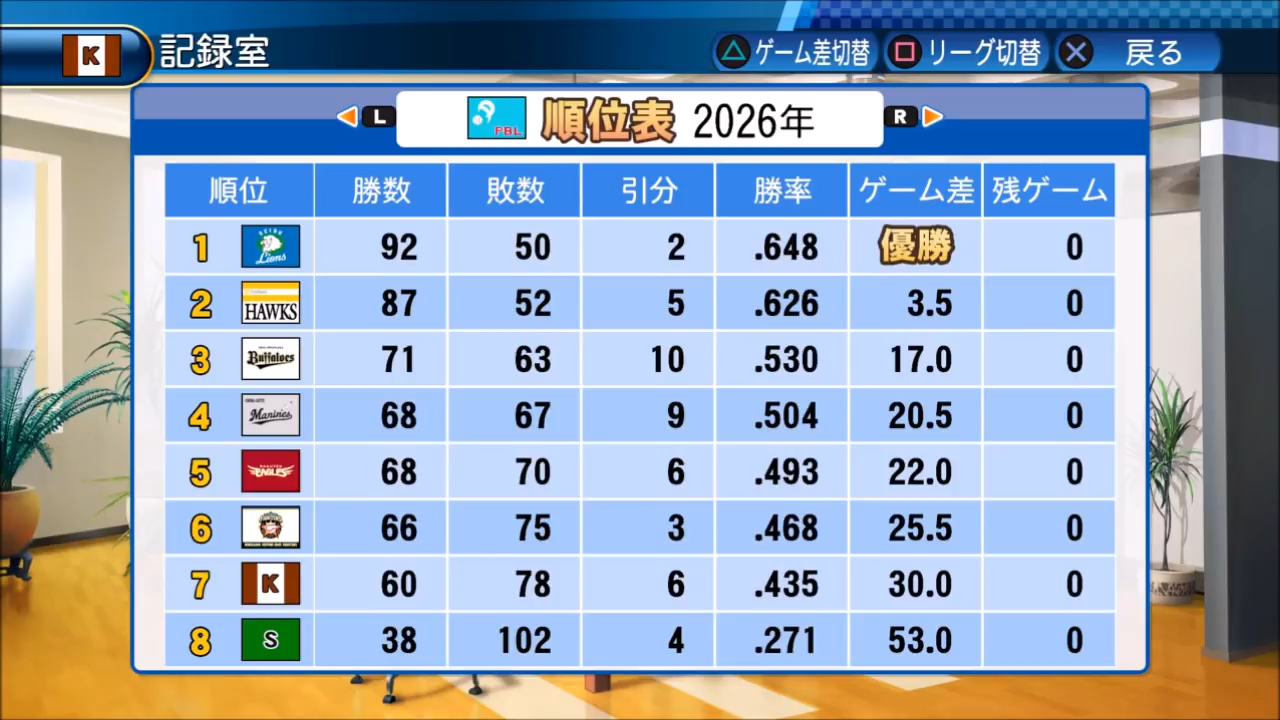 K 記録室 △ ゲーム差切替 □ リーグ切替 × 戻る
L FBL 順位表 2026年 R
順位 勝数 敗数 引分 勝率 ゲーム差 残ゲーム
1 Lions 92 50 2 .648 優勝 0
2 HAWKS 87 52 5 .626 3.5 0
3 Buffaloes 71 63 10 .530 17.0 0
4 Marines 68 67 9 .504 20.5 0
5 EAGLES 68 70 6 .493 22.0 0
6 66 75 3 .468 25.5 0
7 K 60 78 6 .435 30.0 0
8 S 38 102 4 .271 53.0 0